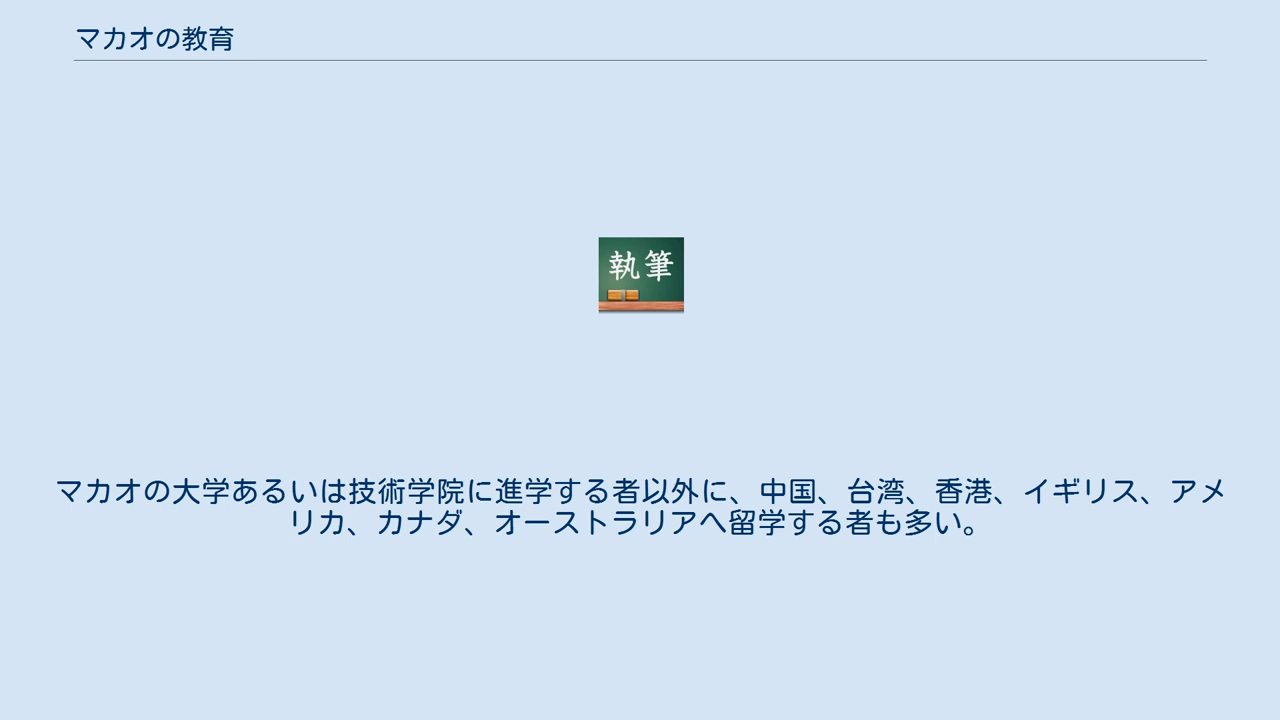 マカオの教育
執筆
マカオの大学あるいは技術学院に進学する者以外に、中国、台湾、香港、イギリス、アメ
リカ、カナダ、オーストラリアへ留学する者も多い。